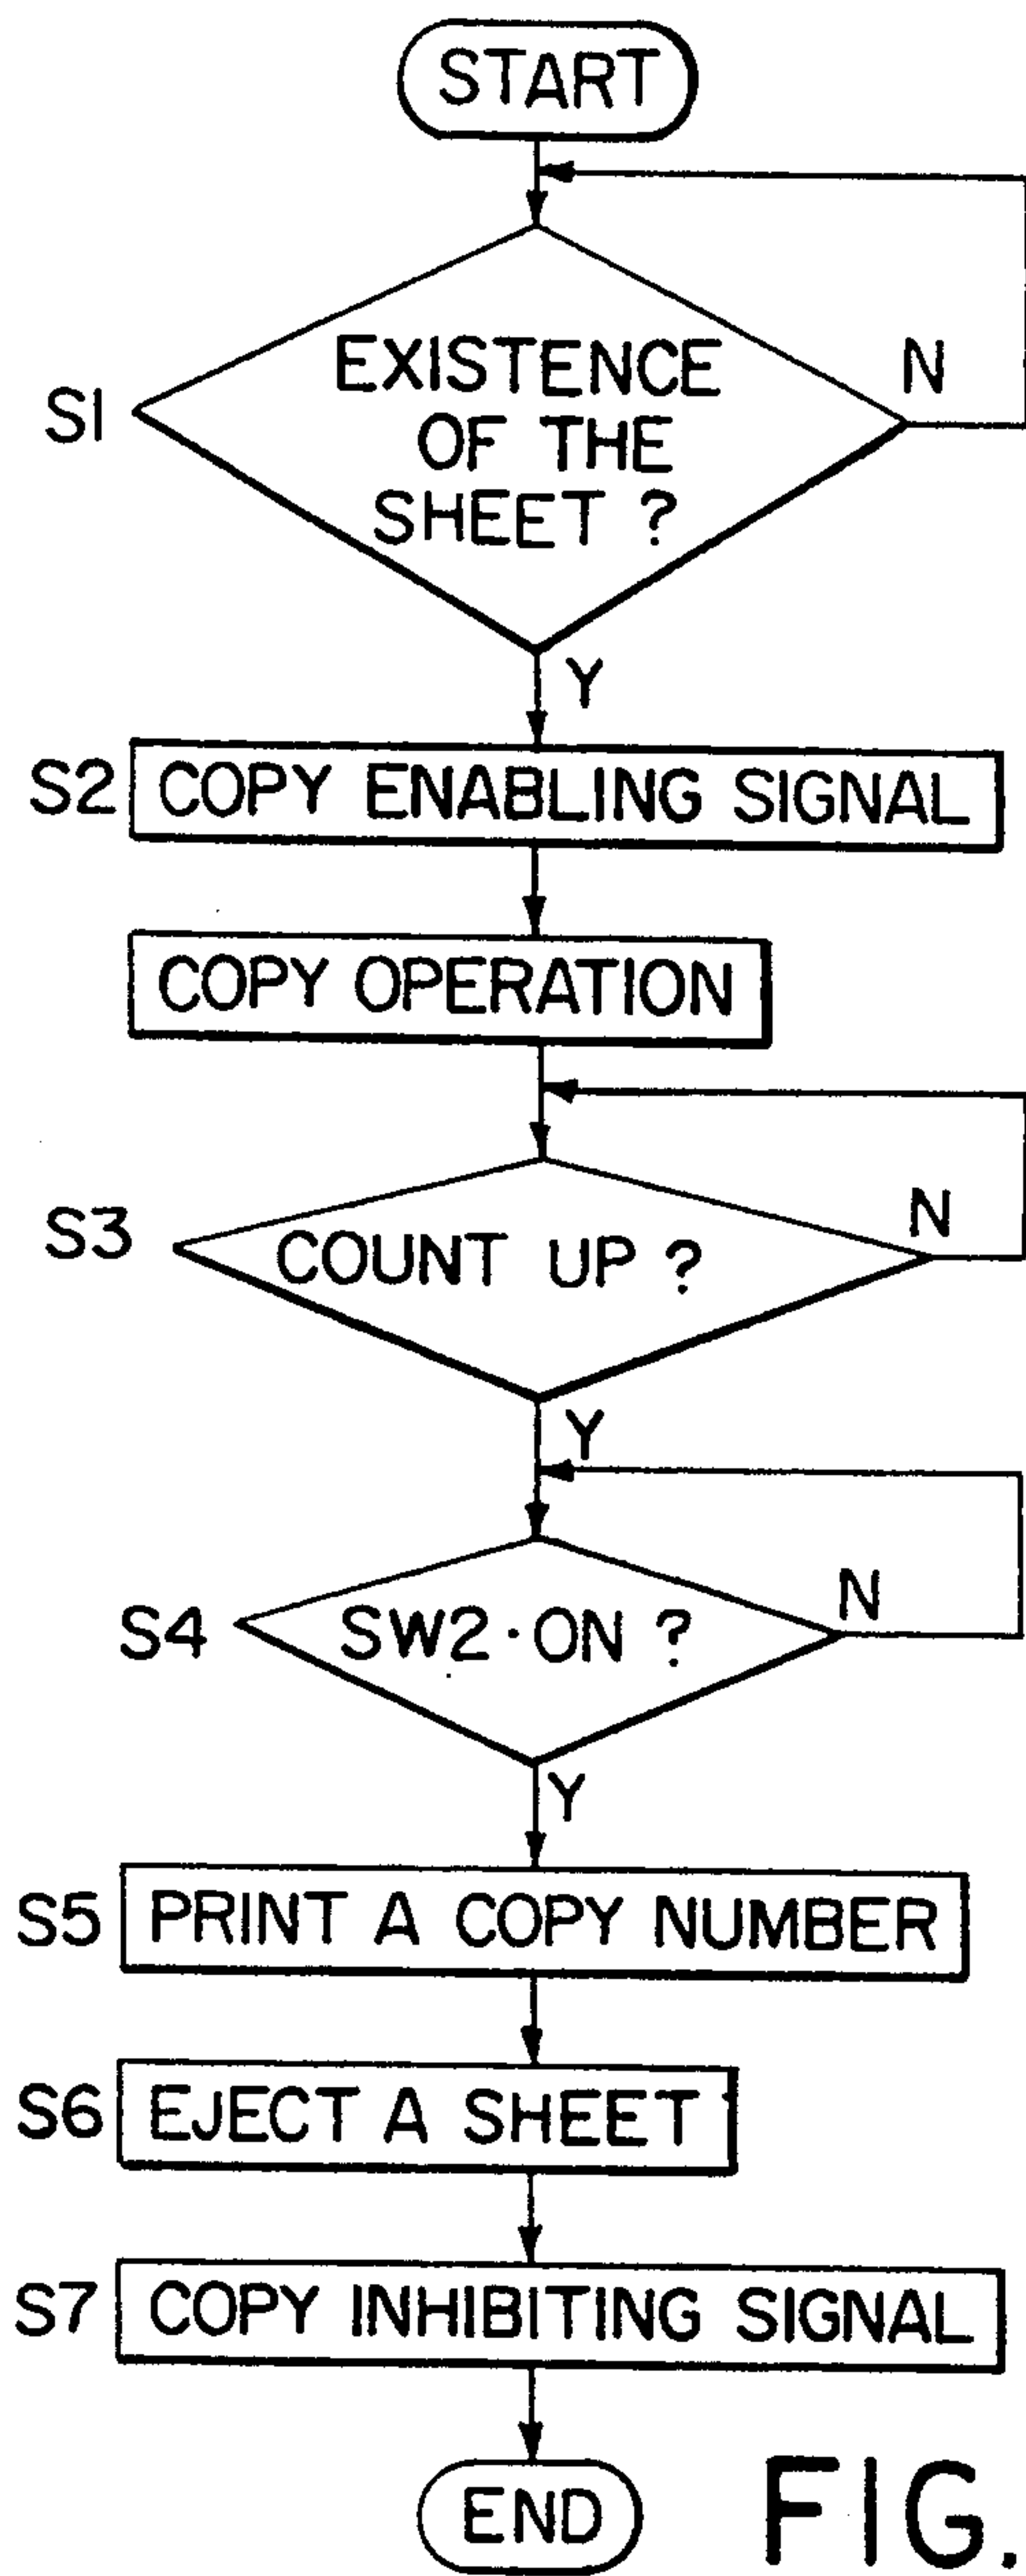 START
EXISTENCE
OF THE
SHEET ?
S1
N
Y
S2 COPY ENABLING SIGNAL
COPY OPERATION
S3 COUNT UP ?
N
Y
S4 SW2·ON ?
N
Y
S5 PRINT A COPY NUMBER
S6 EJECT A SHEET
S7 COPY INHIBITING SIGNAL
END
FIG.